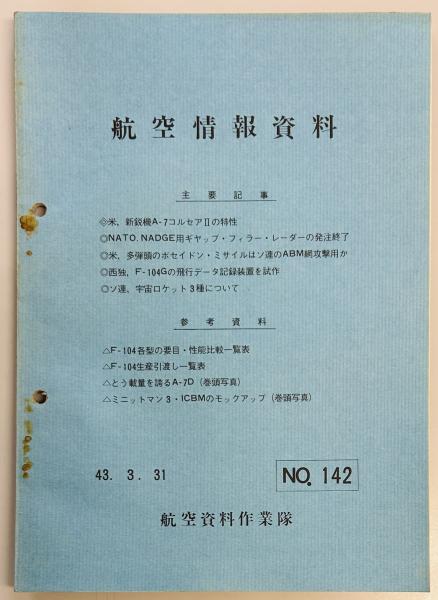 航空情報資料
主要記事
◎米,新鋭機A-7コルセアⅡの特性
◎NATO.NADGE用ギャップ・フィラー・レーダーの発注終了
◎米,多弾頭のポセイドン・ミサイルはソ連のABM網攻撃用か
◎西独,F-104Gの飛行データ記録装置を試作
◎ソ連,宇宙ロケット3種について
参考資料
△F-104各型の要目・性能比較一覧表
△F-104生産引渡し一覧表
△とう載量を誇るA-7D(巻頭写真)
△ミニットマン3・ICBMのモックアップ(巻頭写真)
43. 3. 31
NO. 142
航空資料作業隊